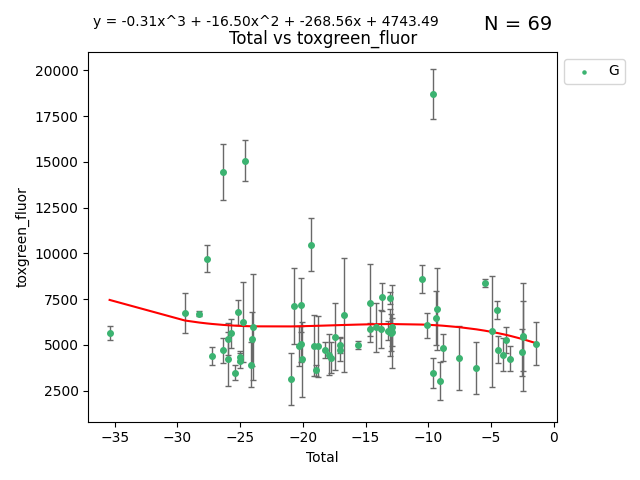 y = -0.31x^3 + -16.50x^2 + -268.56x + 4743.49
N = 69
Total vs toxgreen_fluor
G
20000
17500
15000
12500
10000
7500
5000
2500
toxgreen_fluor
−35
−30
−25
−20
−15
−10
−5
0
Total